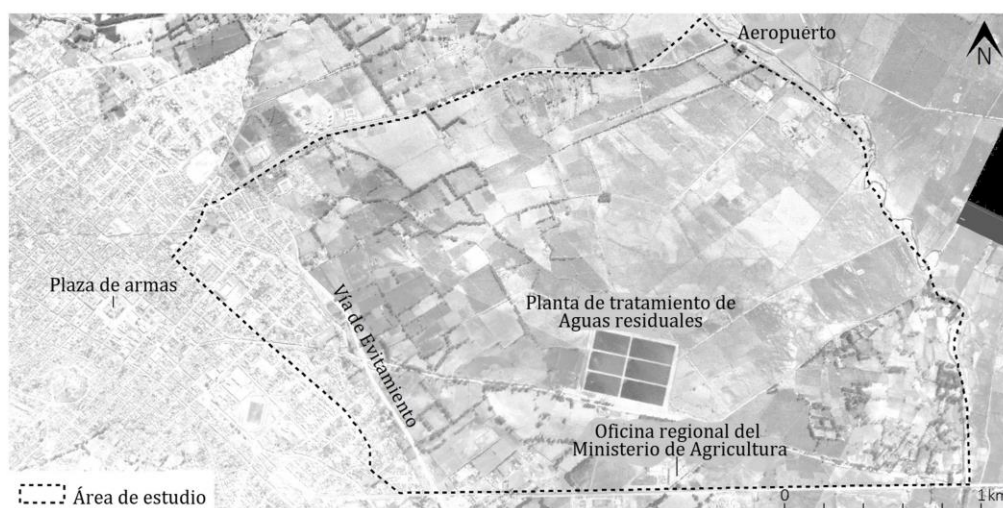 Aeropuerto
N
Plaza de armas
Vía de Evitamiento
Planta de tratamiento de
Aguas residuales
Oficina regional del
Ministerio de Agricultura
Área de estudio
0
1 km